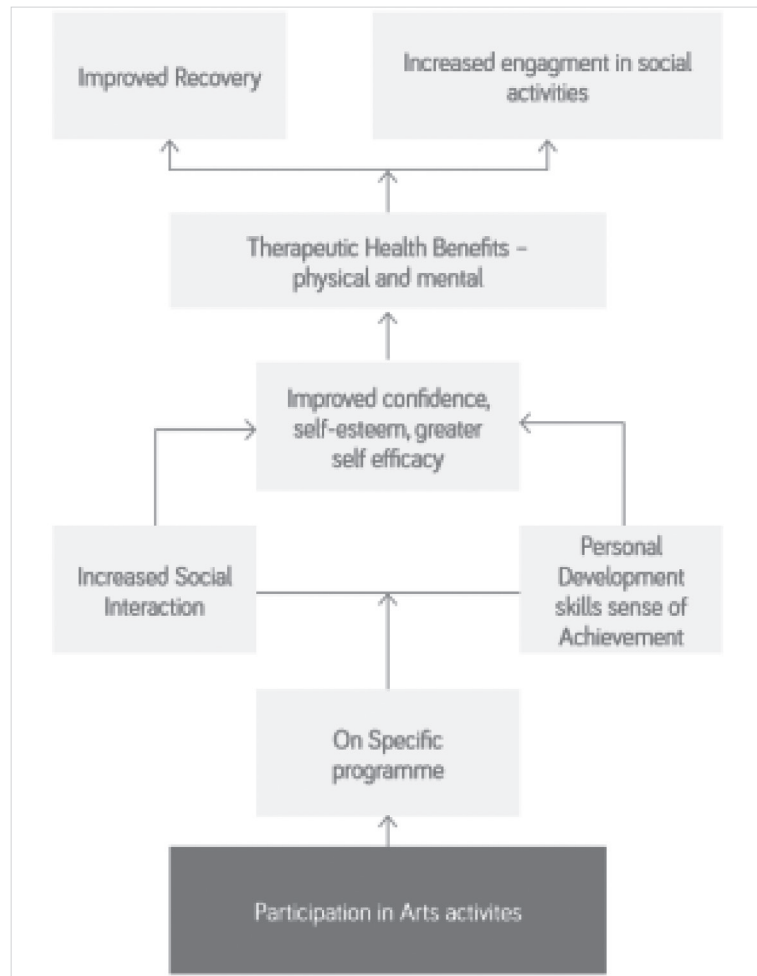 Improved Recovery
Increased engagment in social
activities
Therapeutic Health Benefits –
physical and mental
Improved confidence,
self-esteem, greater
self efficacy
Increased Social
Interaction
Personal
Development
skills sense of
Achievement
On Specific
programme
Participation in Arts activites